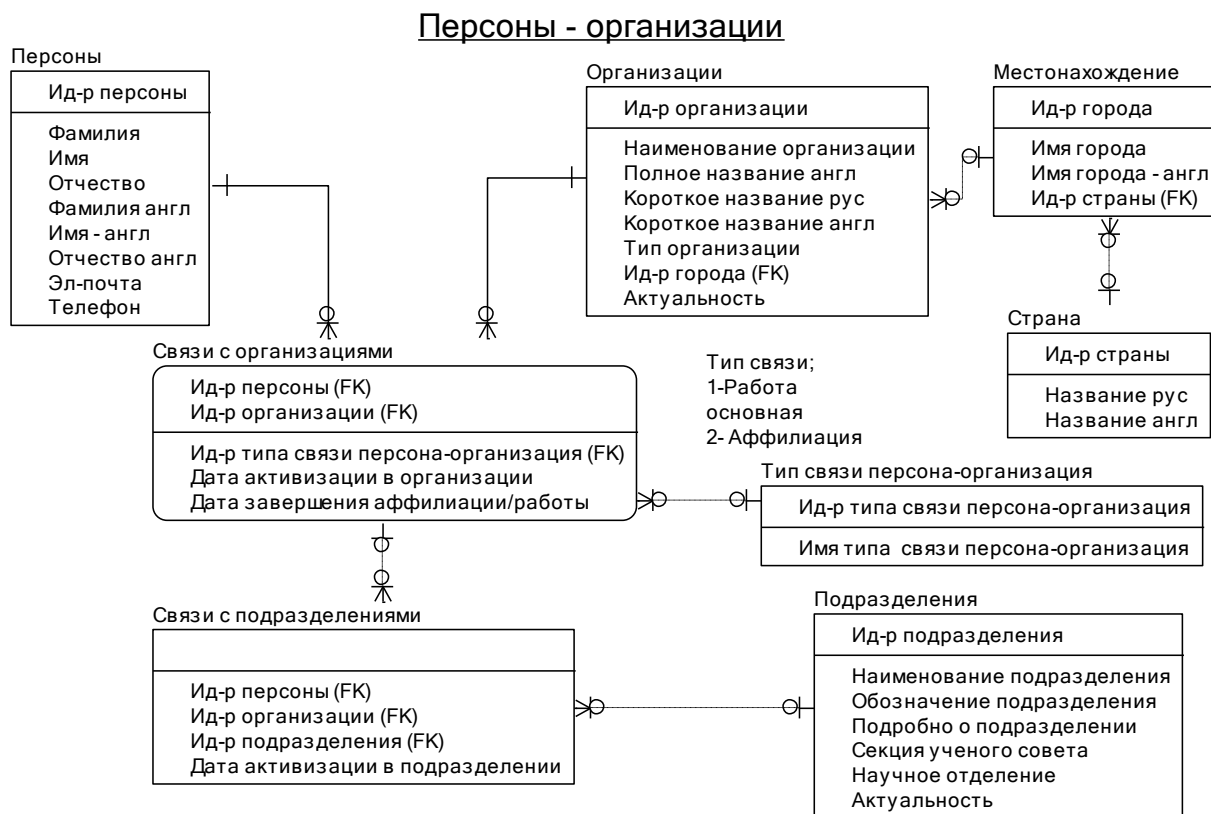 Персоны - организации
Персоны
Ид-р персоны
Фамилия
Имя
Отчество
Фамилия англ
Имя - англ
Отчество англ
Эл-почта
Телефон
Организации
Ид-р организации
Наименование организации
Полное название англ
Короткое название рус
Короткое название англ
Тип организации
Ид-р города (FK)
Актуальность
Местонахождение
Ид-р города
Имя города
Имя города - англ
Ид-р страны (FK)
Страна
Ид-р страны
Название рус
Название англ
Связи с организациями
Ид-р персоны (FK)
Ид-р организации (FK)
Ид-р типа связи персона-организация (FK)
Дата активизации в организации
Дата завершения аффилиации/работы
Тип связи;
1-Работа
основная
2- Аффилиация
Тип связи персона-организация
Ид-р типа связи персона-организация
Имя типа связи персона-организация
Связи с подразделениями
Ид-р персоны (FK)
Ид-р организации (FK)
Ид-р подразделения (FK)
Дата активизации в подразделении
Подразделения
Ид-р подразделения
Наименование подразделения
Обозначение подразделения
Подробно о подразделении
Секция ученого совета
Научное отделение
Актуальность